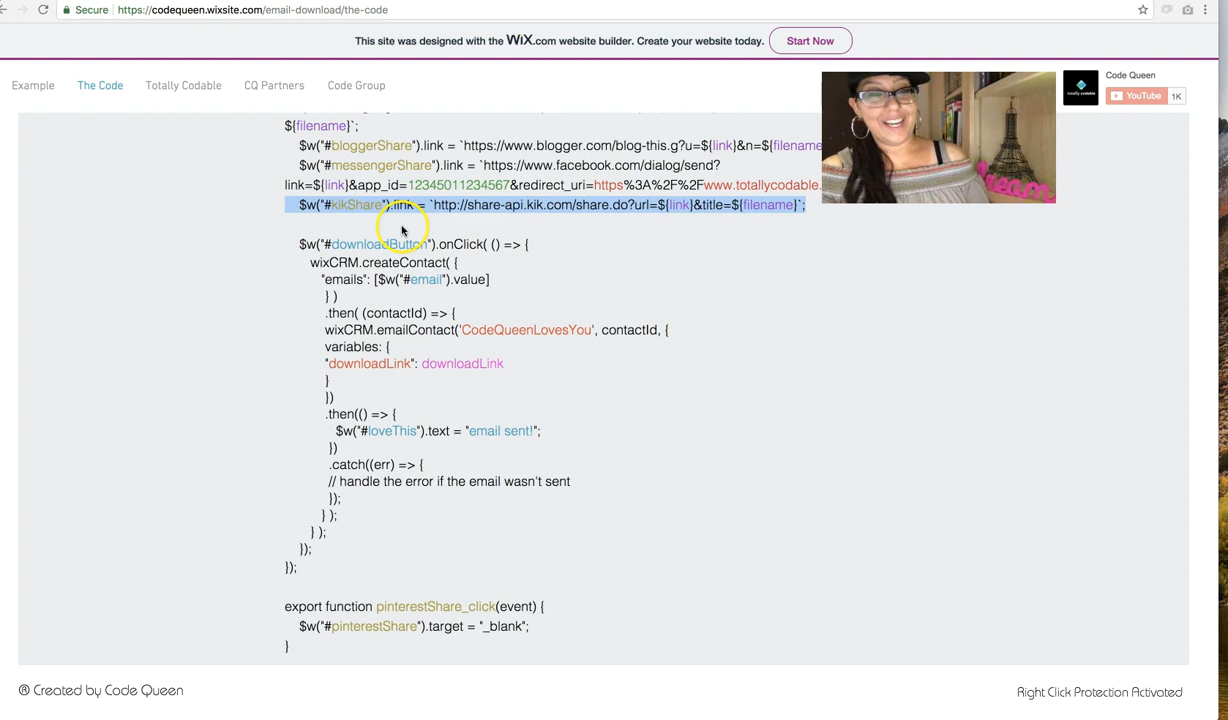 Secure
https://codequeen.wixsite.com/email-download/the-code
This site was designed with the WiX.com website builder. Create your website today.
Start Now
Example
The Code
Totally Codable
CQ Partners
Code Group
totally codable
Code Queen
YouTube
1K
dream
${filename}`;
$w("#bloggerShare").link = `https://www.blogger.com/blog-this.g?u=${link}&n=${filename
$w("#messengerShare").link = `https://www.facebook.com/dialog/send?
link=${link}&app_id=12345011234567&redirect_uri=https%3A%2F%2Fwww.totallycodable.
$w("#kikShare").link = `http://share-api.kik.com/share.do?url=${link}&title=${filename}`;
$w("#downloadButton").onClick( () => {
wixCRM.createContact( {
"emails": [$w("#email").value]
} )
.then( (contactId) => {
wixCRM.emailContact('CodeQueenLovesYou', contactId, {
variables: {
"downloadLink": downloadLink
}
})
.then(() => {
$w("#loveThis").text = "email sent!";
})
.catch((err) => {
// handle the error if the email wasn't sent
});
} );
} );
});
});
export function pinterestShare_click(event) {
$w("#pinterestShare").target = "_blank";
}
® Created by Code Queen
Right Click Protection Activated